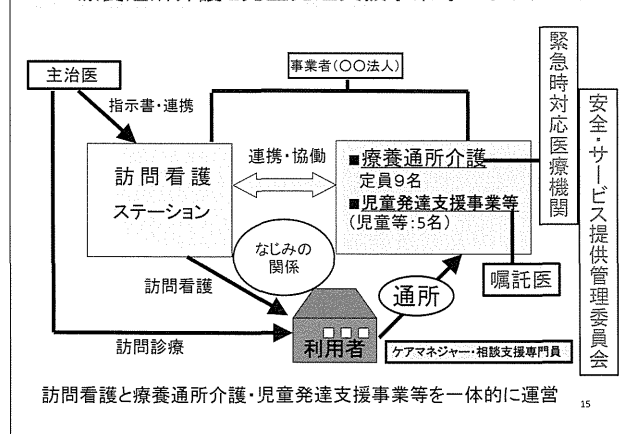 主治医
事業者(○○法人)
緊急時対応医療機関
安全・サービス提供管理委員会
指示書・連携
訪問看護
ステーション
連携・協働
■療養通所介護
定員9名
■児童発達支援事業等
(児童等:5名)
なじみの
関係
訪問看護
通所
嘱託医
訪問診療
利用者
ケアマネジャー・相談支援専門員
訪問看護と療養通所介護・児童発達支援事業等を一体的に運営
15